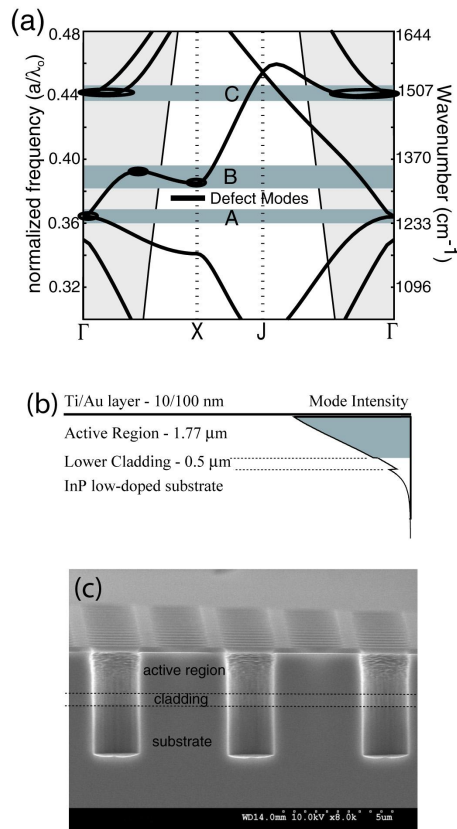 (a)
0.48
0.44
0.40
0.36
0.32
normalized frequency (a/λo)
C
B
Defect Modes
A
1644
1507
1370
1233
1096
Wavenumber (cm-1)
Γ X J Γ
(b)
Ti/Au layer - 10/100 nm Mode Intensity
Active Region - 1.77 μm
Lower Cladding - 0.5 μm
InP low-doped substrate
(c)
active region
cladding
substrate
WD14.0mm 10.0kV x8.0k 5um